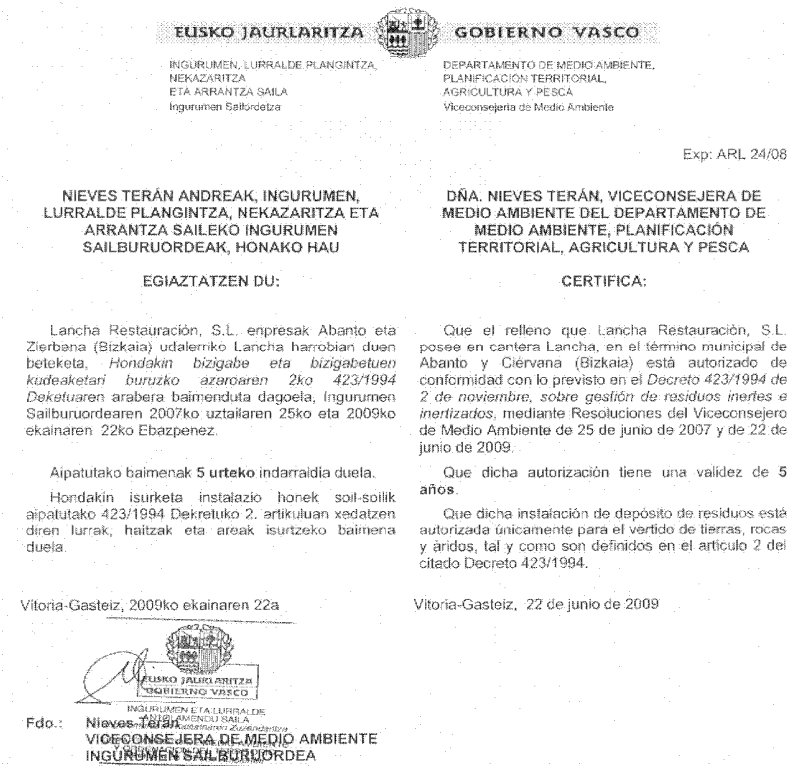 EUSKO JAURLARITZA
GOBIERNO VASCO
INGURUMEN, LURRALDE PLANGINTZA,
NEKAZARITZA
ETA ARRANTZA SAILA
Ingurumen Sailordetza
DEPARTAMENTO DE MEDIO AMBIENTE,
PLANIFICACIÓN TERRITORIAL,
AGRICULTURA Y PESCA
Viceconsejería de Medio Ambiente
Exp: ARL 24/08
NIEVES TERÁN ANDREAK, INGURUMEN,
LURRALDE PLANGINTZA, NEKAZARITZA ETA
ARRANTZA SAILEKO INGURUMEN
SAILBURUORDEAK, HONAKO HAU
EGIAZTATZEN DU:
Lancha Restauración, S.L. enpresak Abanto eta
Zierbena (Bizkaia) udalerriko Lancha harrobian duen
beteketa, Hondakin bizigabe eta bizigabetuen
kudeaketari buruzko azaroaren 2ko 423/1994
Deketuaren arabera baimenduta dagoela, Ingurumen
Sailburuordearen 2007ko uztailaren 25ko eta 2009ko
ekainaren 22ko Ebazpenez.
Aipatutako baimenak 5 urteko indarraldia duela.
Hondakin isurketa instalazio honek soil-soilik
aipatutako 423/1994 Dekretuko 2. artikuluan xedatzen
diren lurrak, haitzak eta areak isurtzeko baimena
duela.
Vitoria-Gasteiz, 2009ko ekainaren 22a
DÑA. NIEVES TERÁN, VICECONSEJERA DE
MEDIO AMBIENTE DEL DEPARTAMENTO DE
MEDIO AMBIENTE, PLANIFICACIÓN
TERRITORIAL, AGRICULTURA Y PESCA
CERTIFICA:
Que el relleno que Lancha Restauración, S.L.
posee en cantera Lancha, en el término municipal de
Abanto y Ciérvana (Bizkaia) está autorizado de
conformidad con lo previsto en el Decreto 423/1994 de
2 de noviembre, sobre gestión de residuos inertes e
inertizados, mediante Resoluciones del Viceconsejero
de Medio Ambiente de 25 de junio de 2007 y de 22 de
junio de 2009.
Que dicha autorización tiene una validez de 5
años.
Que dicha instalación de depósito de residuos está
autorizada únicamente para el vertido de tierras, rocas
y áridos, tal y como son definidos en el artículo 2 del
citado Decreto 423/1994.
Vitoria-Gasteiz, 22 de junio de 2009
EUSKO JAURLARITZA
GOBIERNO VASCO
INGURUMEN ETA LURRALDE
ANTOLAMENDU SAILA
Fdo.: Nieves Terán
VICECONSEJERA DE MEDIO AMBIENTE
INGURUMEN SAILBURUORDEA